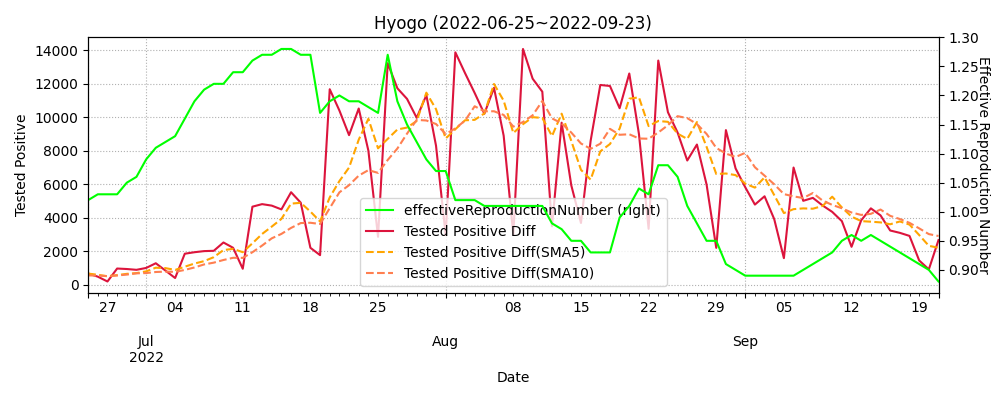 Hyogo (2022-06-25~2022-09-23)
14000
12000
10000
8000
6000
4000
2000
0
Tested Positive
1.30
1.25
1.20
1.15
1.10
1.05
1.00
0.95
0.90
Effective Reproduction Number
effectiveReproductionNumber (right)
Tested Positive Diff
Tested Positive Diff(SMA5)
Tested Positive Diff(SMA10)
27 04 11 18 25 08 15 22 29 05 12 19
Jul Aug Sep
2022
Date